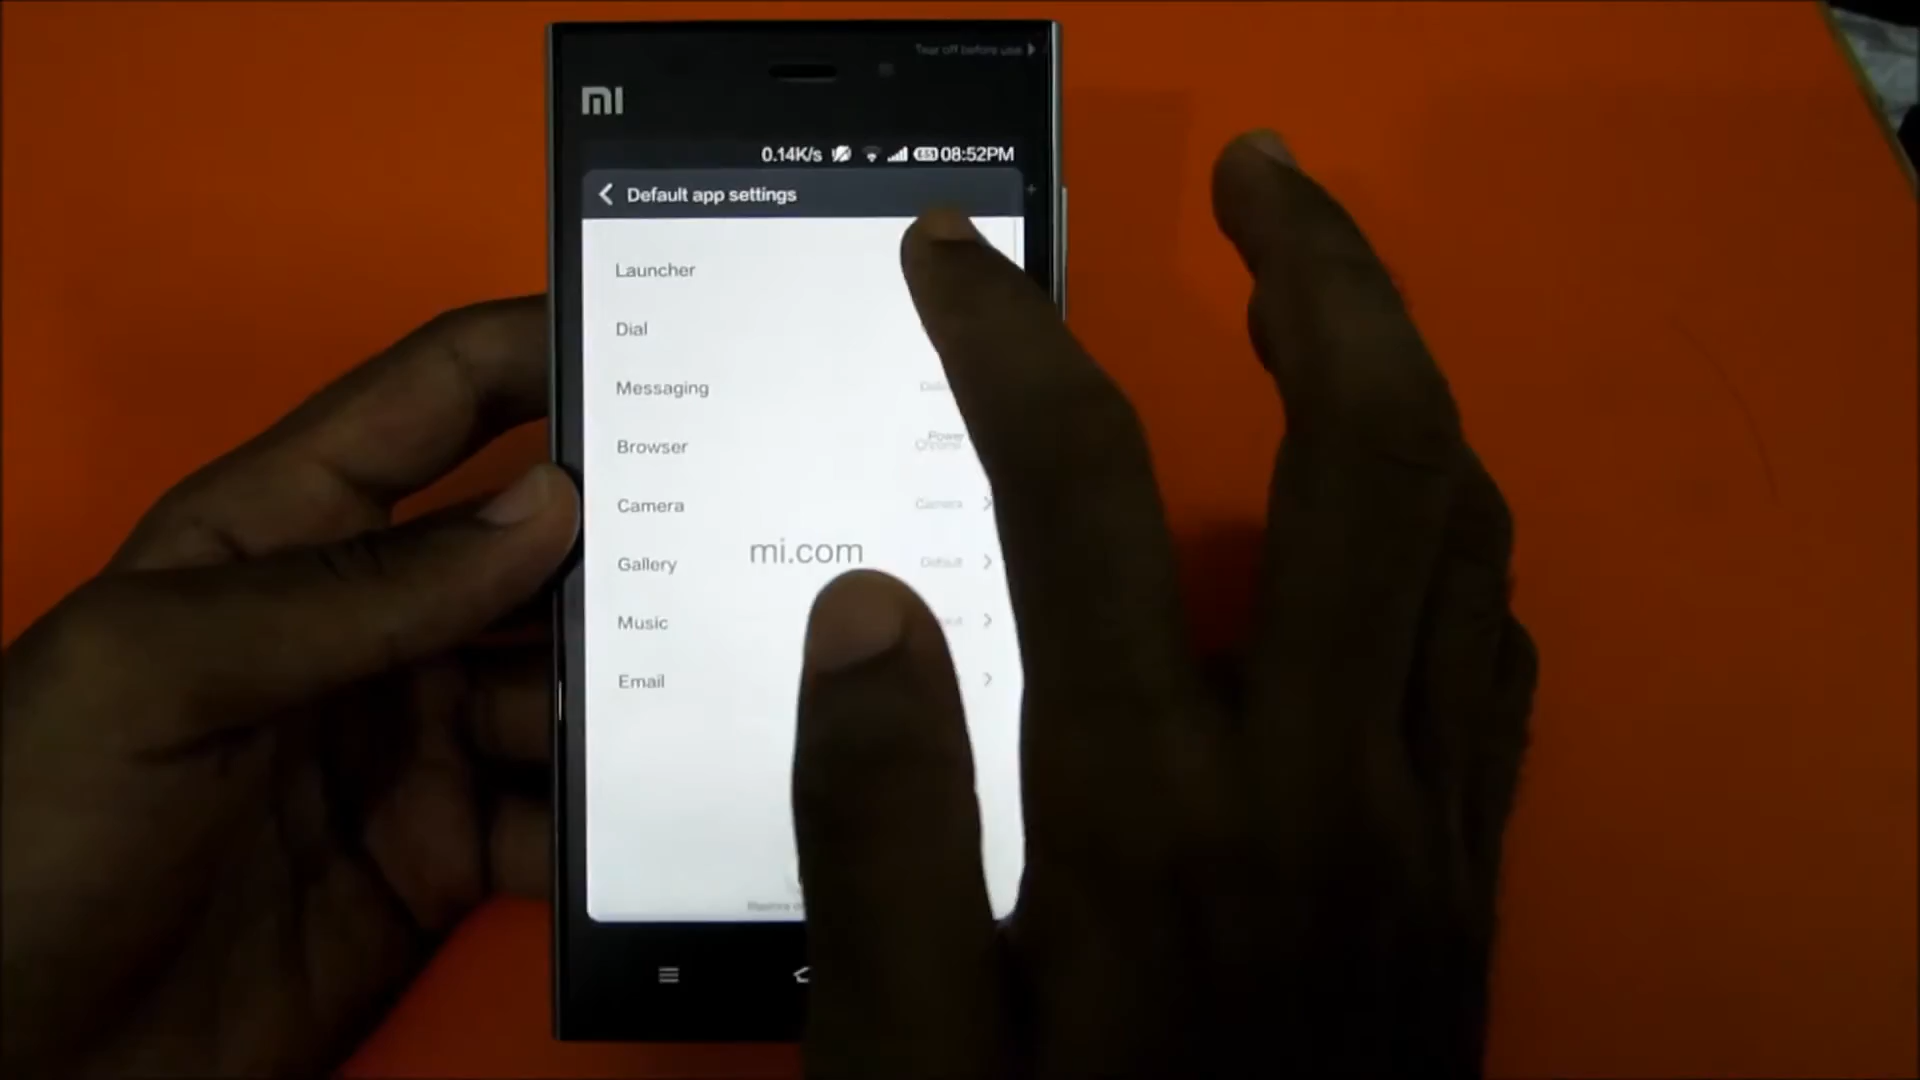 Tear off before use
mi
0.14K/s 08:52PM
Default app settings
Launcher
Dial
Messaging
Power
Browser
Camera Camera
Gallery mi.com Default
Music
Email